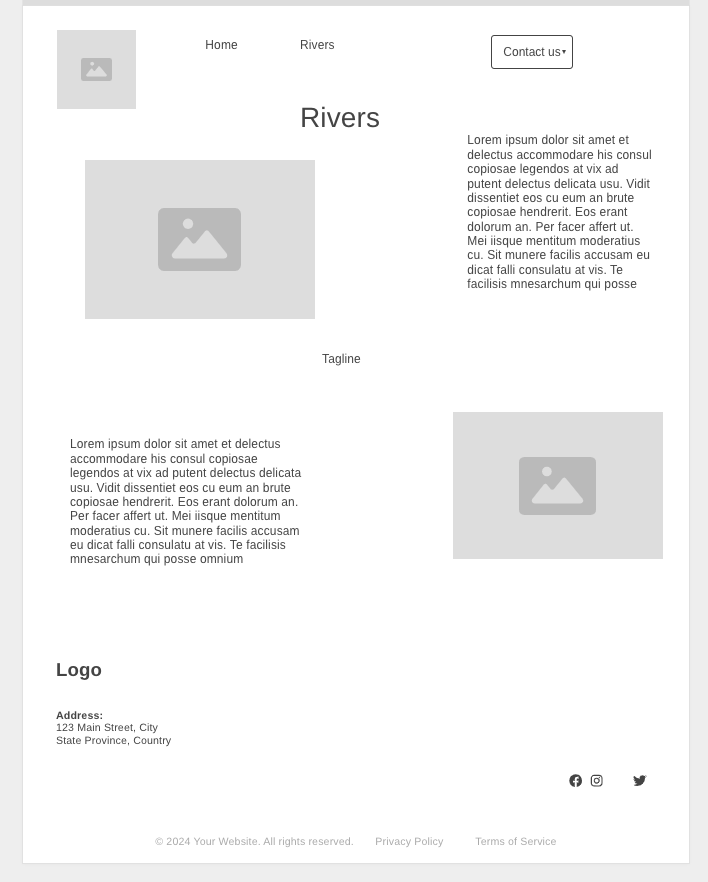 Home
Rivers
Contact us
Rivers
Lorem ipsum dolor sit amet et
delectus accommodare his consul
copiosae legendos at vix ad
putent delectus delicata usu. Vidit
dissentiet eos cu eum an brute
copiosae hendrerit. Eos erant
dolorum an. Per facer affert ut.
Mei iisque mentitum moderatius
cu. Sit munere facilis accusam eu
dicat falli consulatu at vis. Te
facilisis mnesarchum qui posse
Tagline
Lorem ipsum dolor sit amet et delectus
accommodare his consul copiosae
legendos at vix ad putent delectus delicata
usu. Vidit dissentiet eos cu eum an brute
copiosae hendrerit. Eos erant dolorum an.
Per facer affert ut. Mei iisque mentitum
moderatius cu. Sit munere facilis accusam
eu dicat falli consulatu at vis. Te facilisis
mnesarchum qui posse omnium
Logo
Address:
123 Main Street, City
State Province, Country
© 2024 Your Website. All rights reserved.
Privacy Policy
Terms of Service